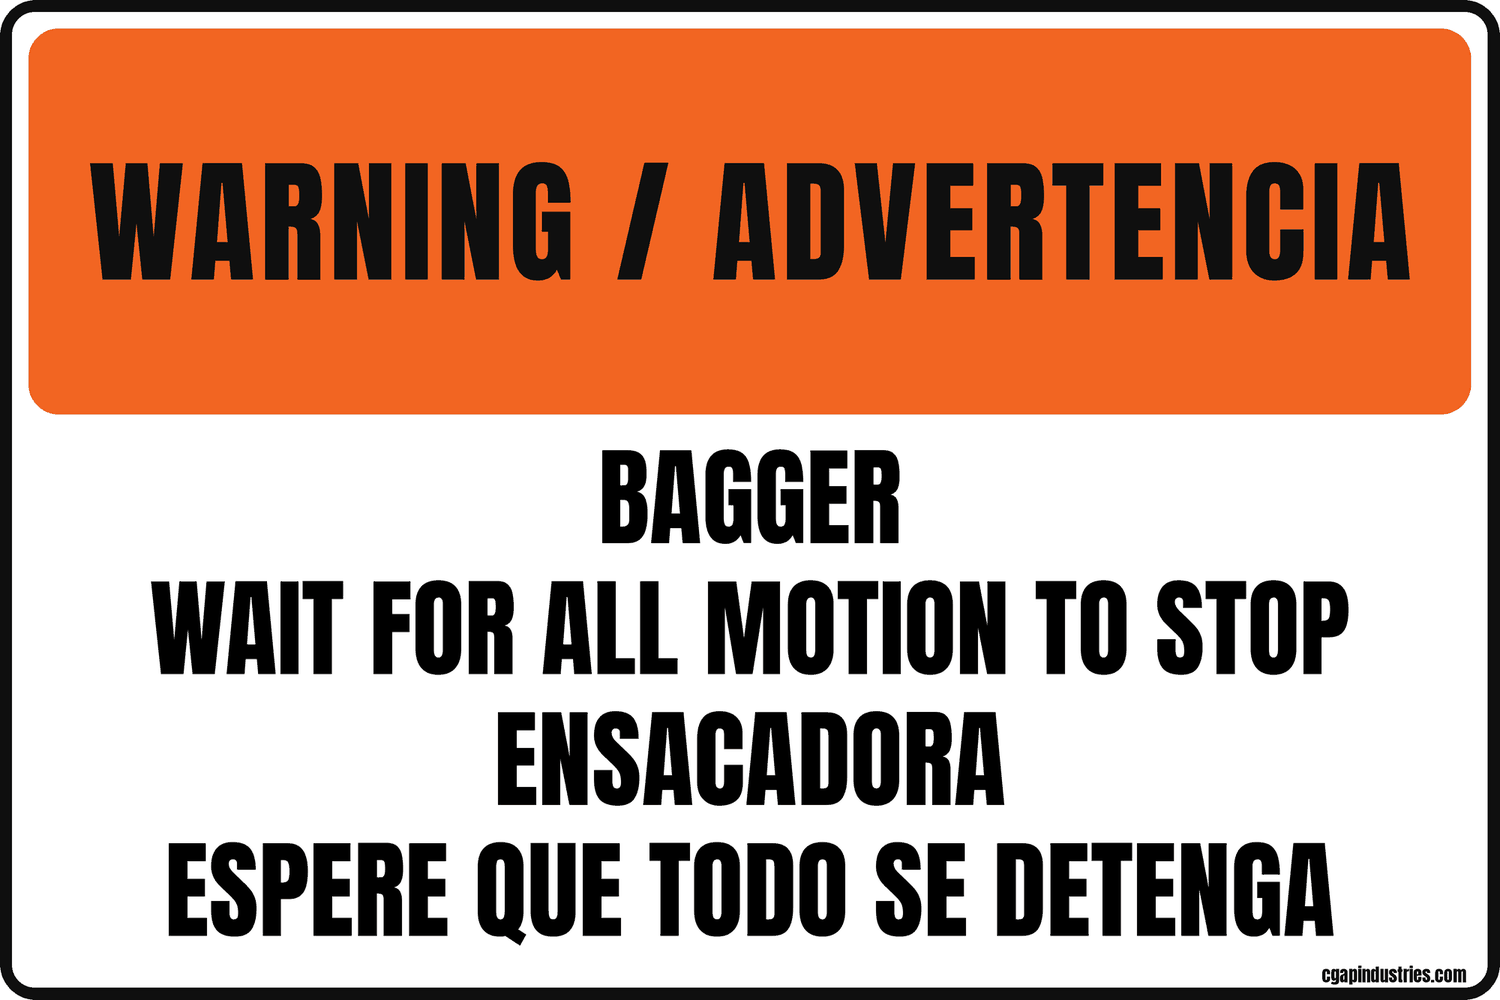 WARNING / ADVERTENCIA
BAGGER
WAIT FOR ALL MOTION TO STOP
ENSACADORA
ESPERE QUE TODO SE DETENGA
cgapindustries.com